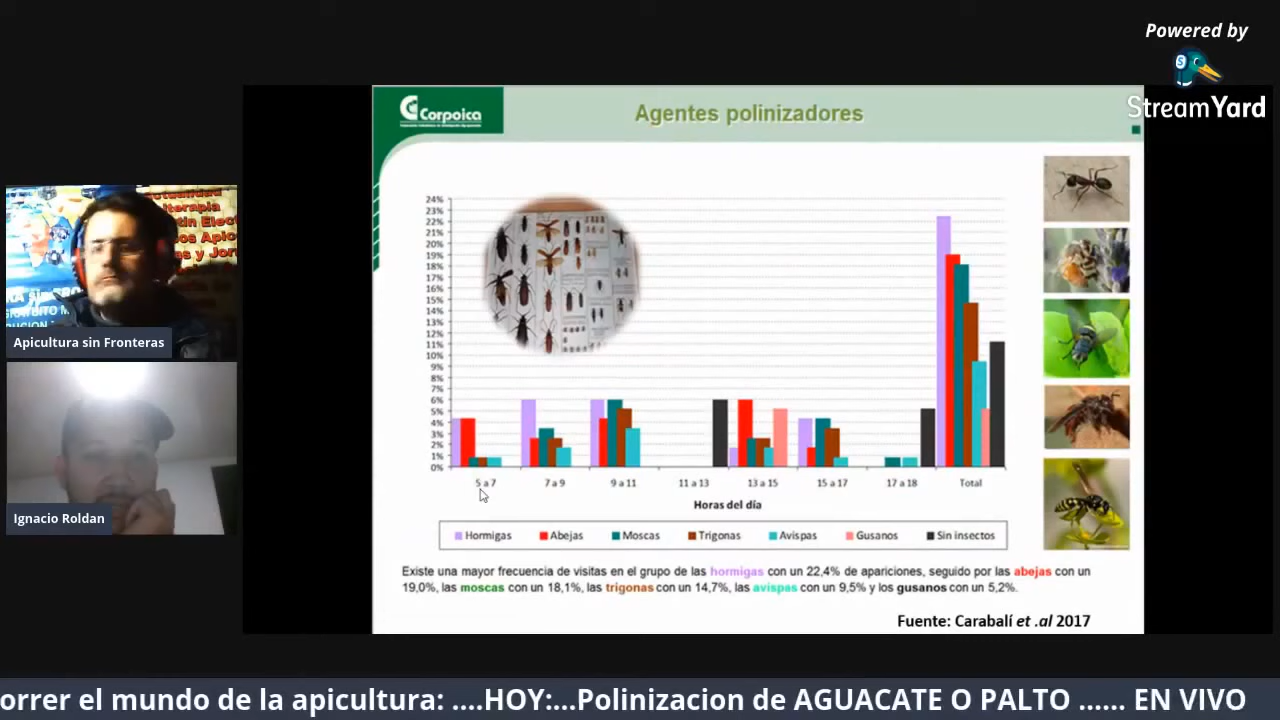 Powered by
StreamYard
Corpoica
Agentes polinizadores
24%
23%
22%
21%
20%
19%
18%
17%
16%
15%
14%
13%
12%
11%
10%
9%
8%
7%
6%
5%
4%
3%
2%
1%
0%
5 a 7
7 a 9
9 a 11
11 a 13
13 a 15
15 a 17
17 a 18
Total
Horas del día
Hormigas
Abejas
Moscas
Trigonas
Avispas
Gusanos
Sin insectos
Existe una mayor frecuencia de visitas en el grupo de las hormigas con un 22,4% de apariciones, seguido por las abejas con un
19,0%, las moscas con un 18,1%, las trigonas con un 14,7%, las avispas con un 9,5% y los gusanos con un 5,2%.
Fuente: Carabalí et .al 2017
Apicultura sin Fronteras
Ignacio Roldan
orrer el mundo de la apicultura: ....HOY:...Polinizacion de AGUACATE O PALTO ...... EN VIVO